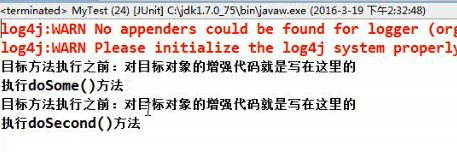 <terminated> MyTest (24) [JUnit] C:\jdk1.7.0_75\bin\javaw.exe (2016-3-19 下午2:32:48)
log4j:WARN No appenders could be found for logger (org
log4j:WARN Please initialize the log4j system properly
目标方法执行之前：对目标对象的增强代码就是写在这里的
执行doSome()方法
目标方法执行之前：对目标对象的增强代码就是写在这里的
执行doSecond()方法